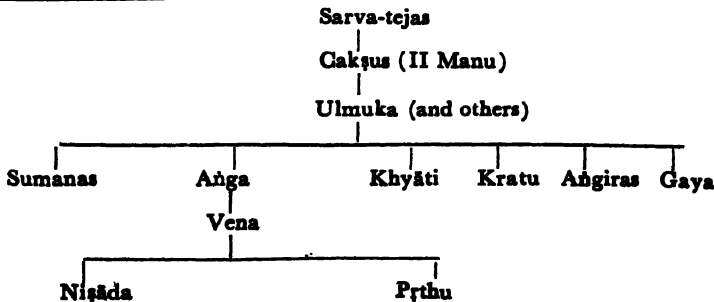 Sarva-tejas
Cakṣus (II Manu)
Ulmuka (and others)
Sumanas Aṅga Khyāti Kratu Aṅgiras Gaya
Vena
Niṣāda Pṛthu